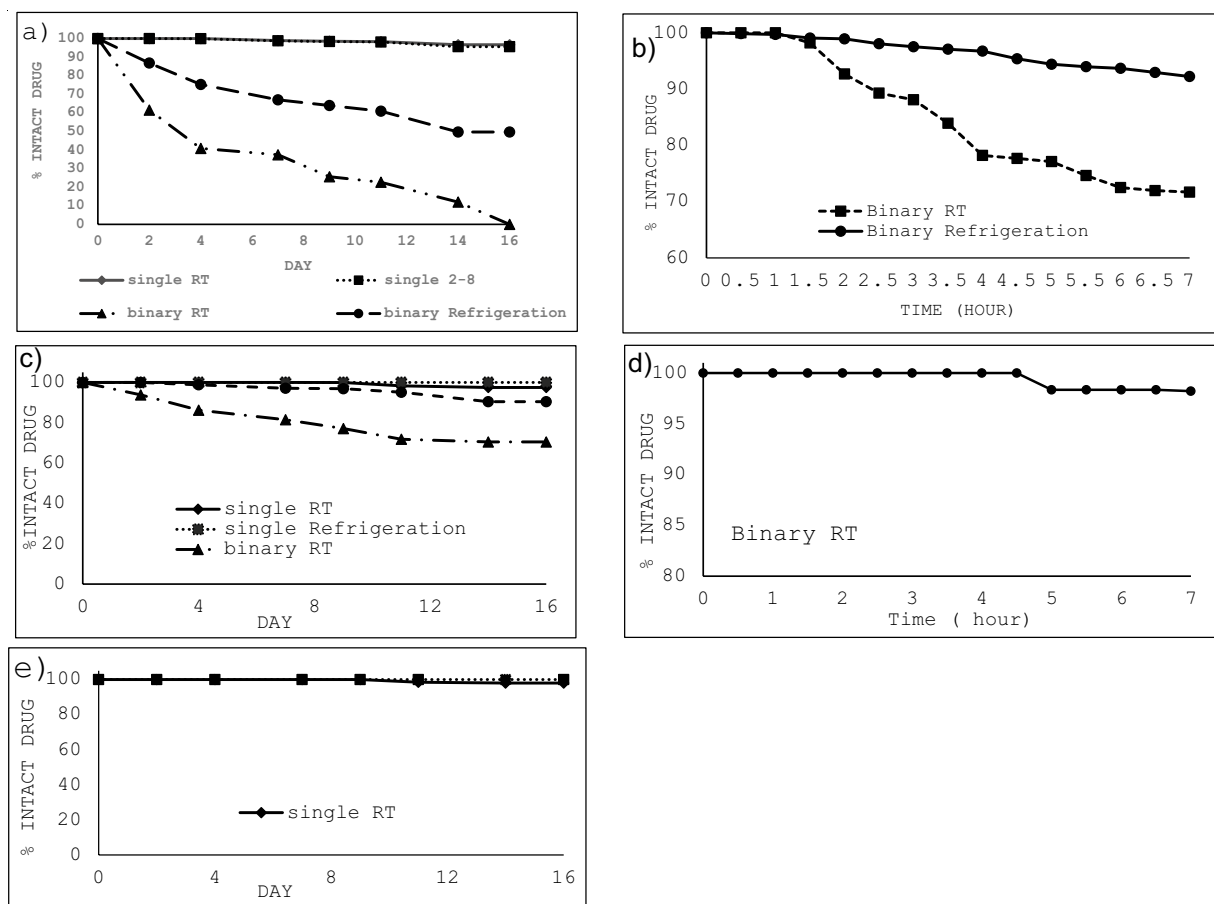 a)
% INTACT DRUG
100
90
80
70
60
50
40
30
20
10
0
0 2 4 6 8 10 12 14 16
DAY
single RT single 2-8
binary RT binary Refrigeration
b)
% INTACT DRUG
100
90
80
70
60
Binary RT
Binary Refrigeration
0 0.5 1 1.5 2 2.5 3 3.5 4 4.5 5 5.5 6 6.5 7
TIME (HOUR)
c)
%INTACT DRUG
100
80
60
40
20
0
single RT
single Refrigeration
binary RT
0 4 8 12 16
DAY
d)
% INTACT DRUG
100
95
90
85
80
Binary RT
0 1 2 3 4 5 6 7
Time ( hour)
e)
% INTACT DRUG
100
80
60
40
20
0
single RT
0 4 8 12 16
DAY